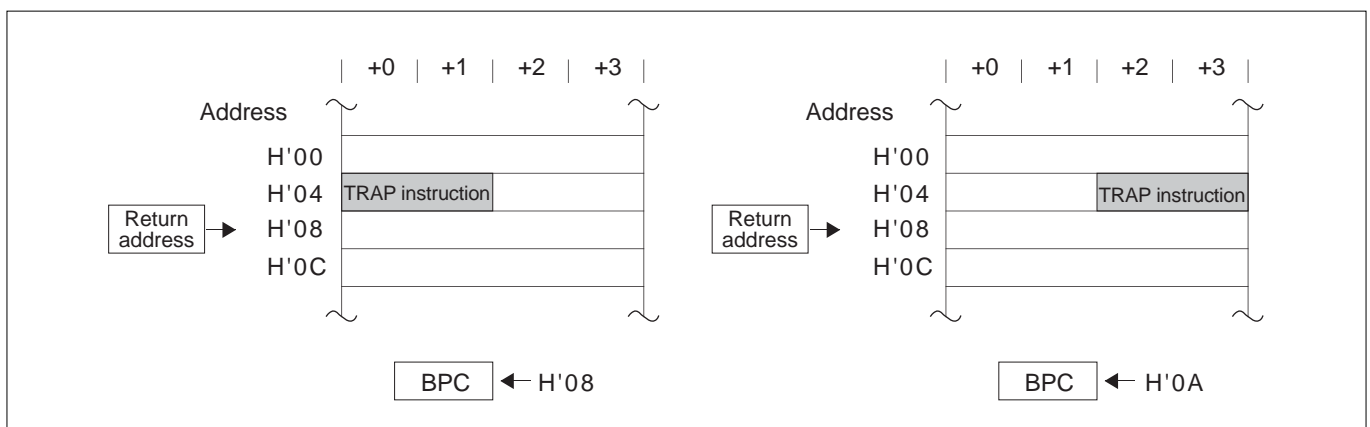 +0 +1 +2 +3
Address
H'00
H'04 TRAP instruction
Return address
H'08
H'0C
BPC H'08
+0 +1 +2 +3
Address
H'00
H'04 TRAP instruction
Return address
H'08
H'0C
BPC H'0A